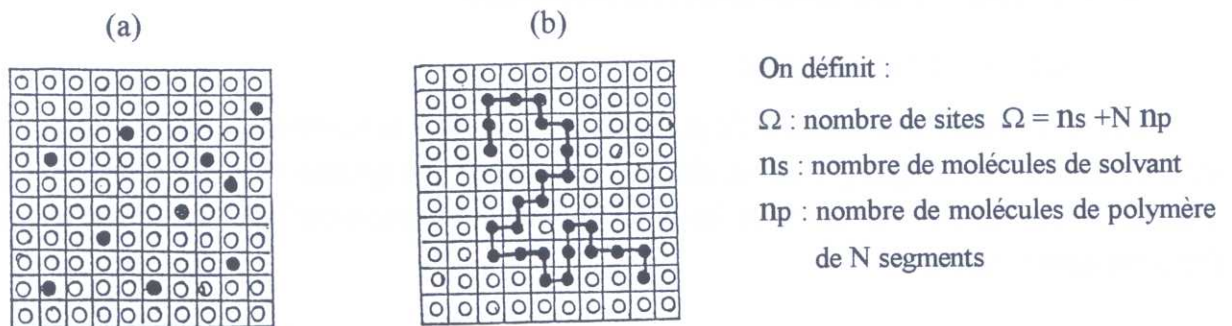 (a)
(b)
On définit :
Ω : nombre de sites Ω = ns +N np
ns : nombre de molécules de solvant
np : nombre de molécules de polymère
de N segments